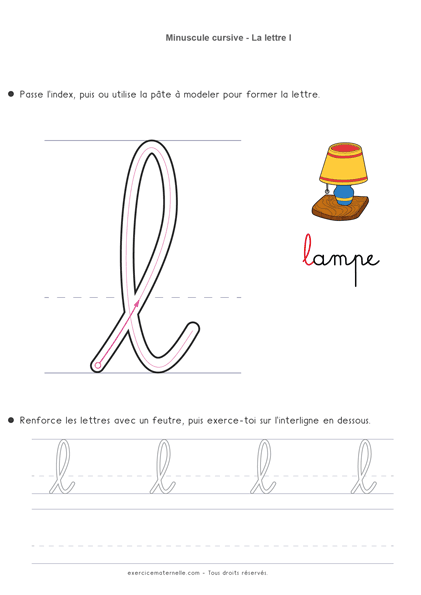 Minuscule cursive - La lettre l
● Passe l'index, puis ou utilise la pâte à modeler pour former la lettre.
l
lampe
● Renforce les lettres avec un feutre, puis exerce-toi sur l'interligne en dessous.
l l l l
exercicematernelle.com - Tous droits réservés.